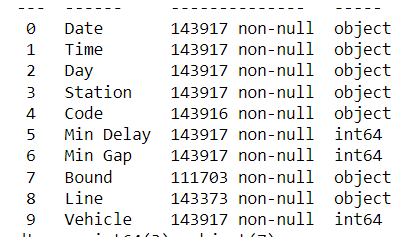 --- ------ -------------- -----
0 Date 143917 non-null object
1 Time 143917 non-null object
2 Day 143917 non-null object
3 Station 143917 non-null object
4 Code 143916 non-null object
5 Min Delay 143917 non-null int64
6 Min Gap 143917 non-null int64
7 Bound 111703 non-null object
8 Line 143373 non-null object
9 Vehicle 143917 non-null int64